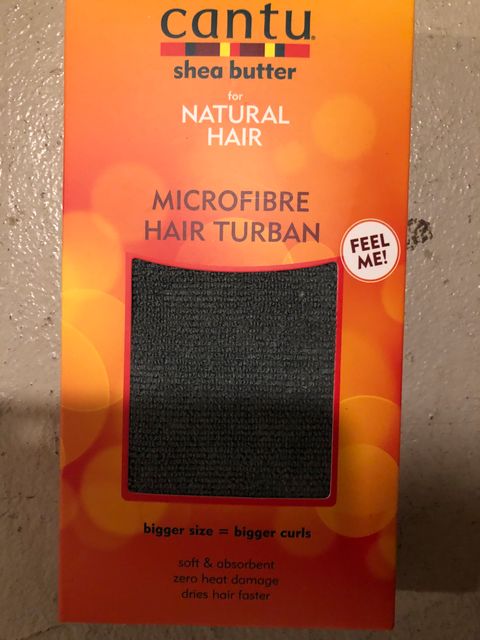 cantu
shea butter
for
NATURAL
HAIR
MICROFIBRE
HAIR TURBAN
FEEL
ME!
bigger size = bigger curls
soft & absorbent
zero heat damage
dries hair faster